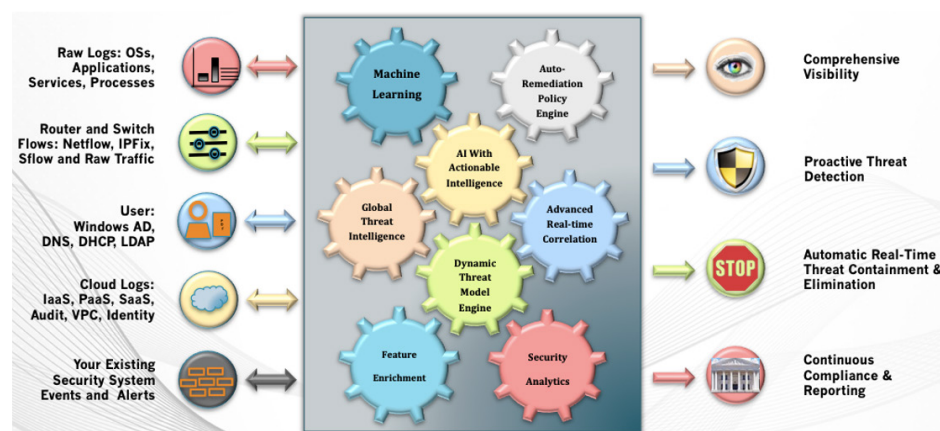 Raw Logs: OSs,
Applications,
Services, Processes
Router and Switch
Flows: Netflow, IPFix,
Sflow and Raw Traffic
User:
Windows AD,
DNS, DHCP, LDAP
Cloud Logs:
IaaS, PaaS, SaaS,
Audit, VPC, Identity
Your Existing
Security System
Events and Alerts
Machine
Learning
Auto-
Remediation
Policy
Engine
AI With
Actionable
Intelligence
Global
Threat
Intelligence
Advanced
Real-time
Correlation
Dynamic
Threat
Model
Engine
Feature
Enrichment
Security
Analytics
Comprehensive
Visibility
Proactive Threat
Detection
STOP
Automatic Real-Time
Threat Containment &
Elimination
Continuous
Compliance &
Reporting